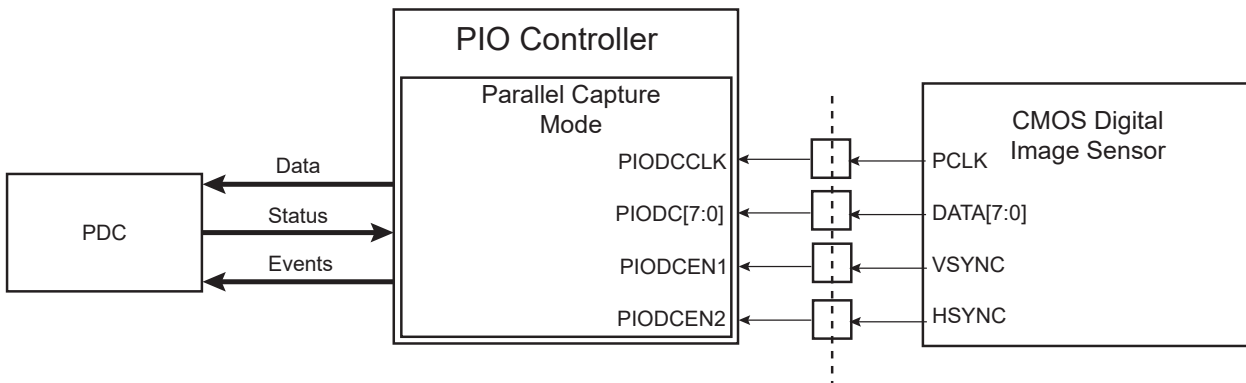 PIO Controller
Parallel Capture
Mode
CMOS Digital
Image Sensor
PDC
Data
Status
Events
PIODCCLK
PIODC[7:0]
PIODCEN1
PIODCEN2
PCLK
DATA[7:0]
VSYNC
HSYNC